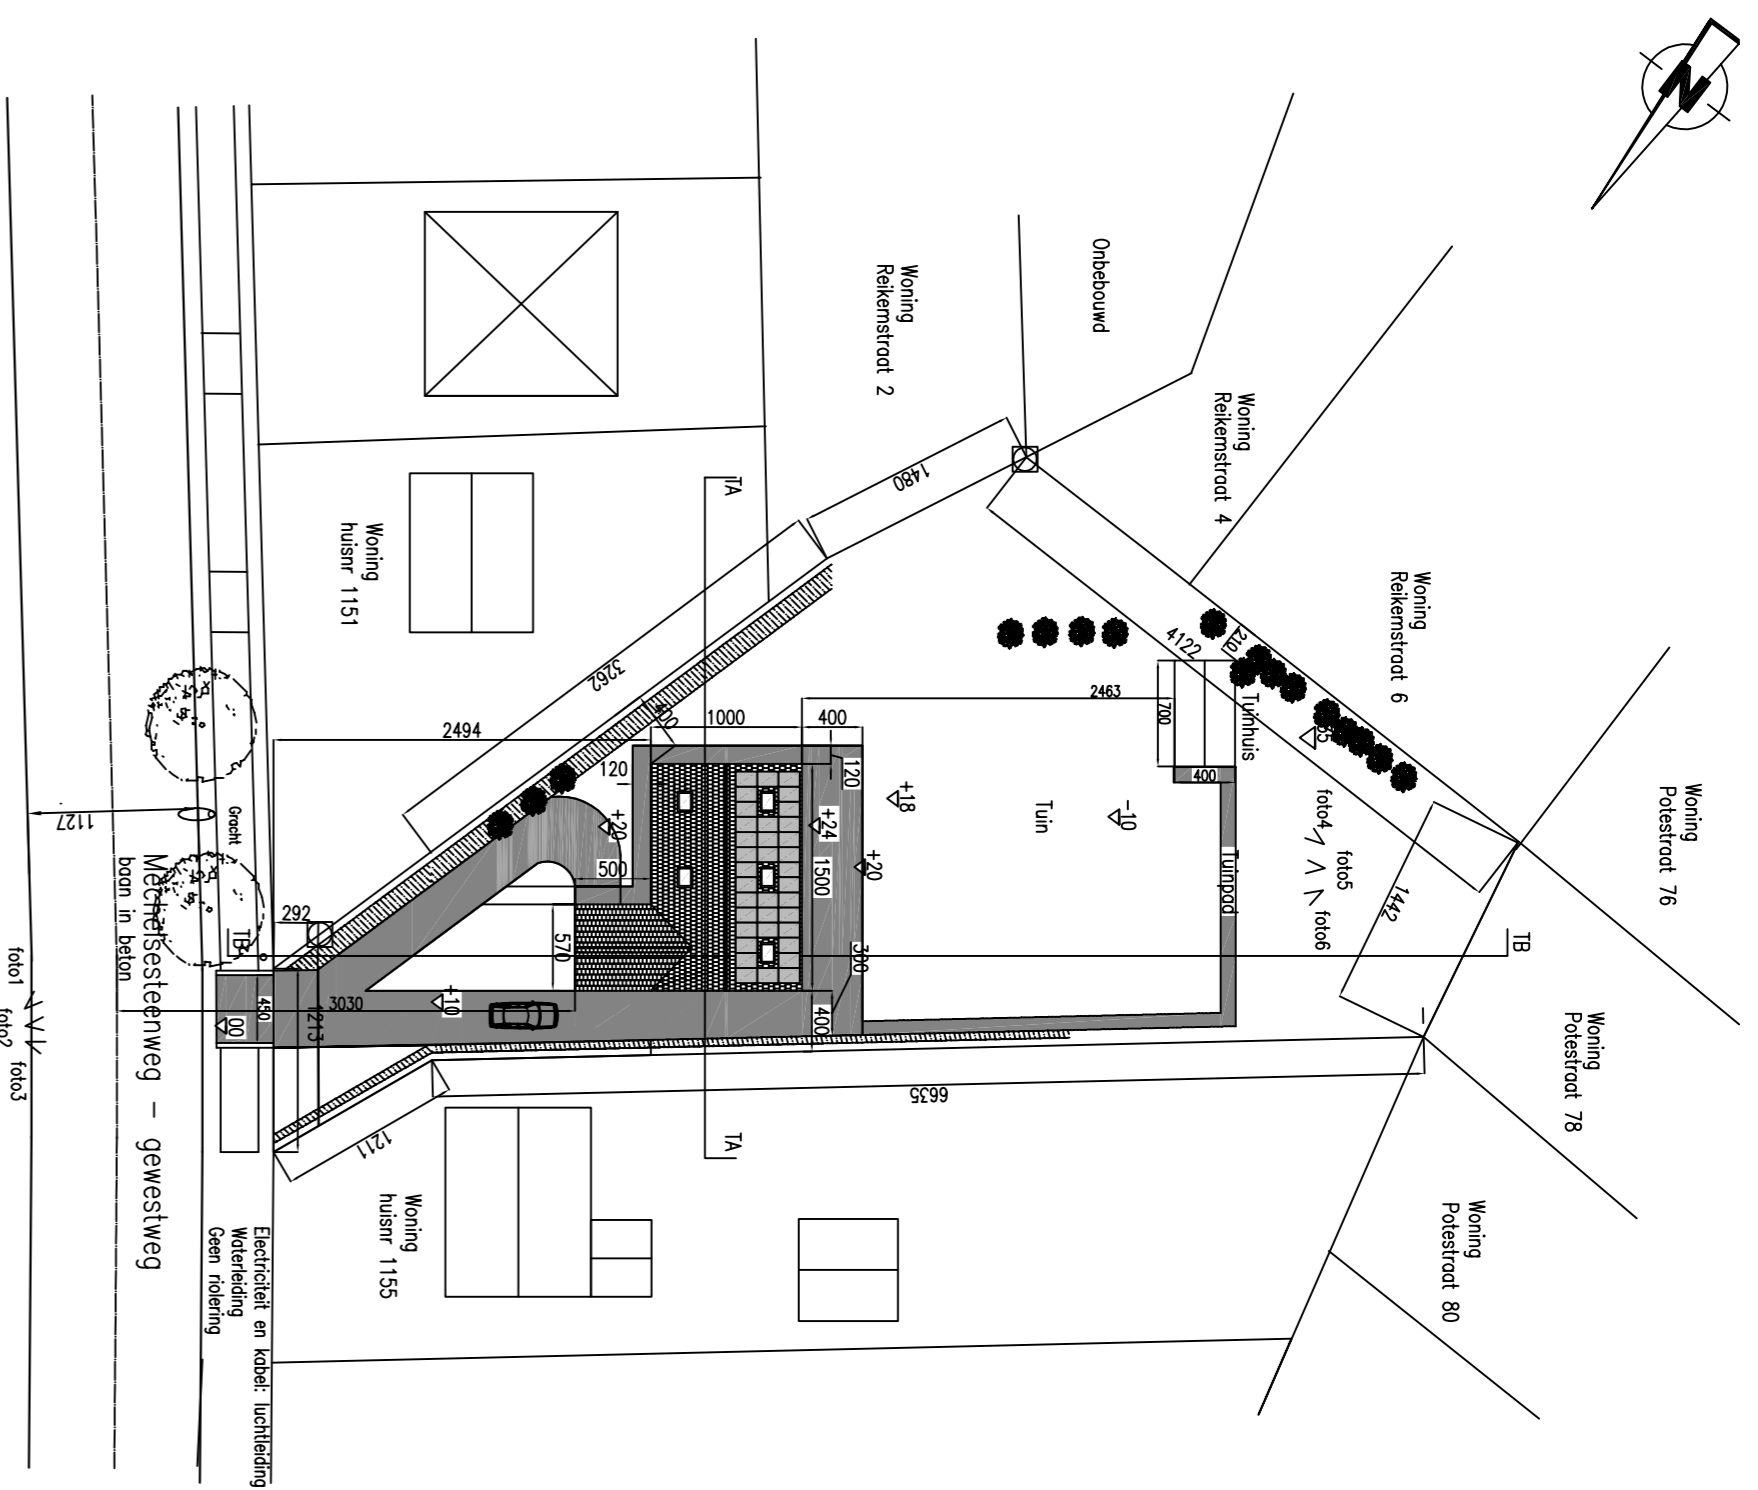 N
Onbebouwd
Woning
Reikemstraat 2
Woning
Reikemstraat 4
Woning
Reikemstraat 6
Woning
Potestraat 76
Woning
Potestraat 78
Woning
Potestraat 80
Woning
huisnr 1151
Woning
huisnr 1155
TA
TA
TB
TB
1480
3262
4122
210
1442
6635
1211
1127
2494
1000
400
2463
700
400
120
120
500
570
1500
300
400
292
3030
1213
450
+20
+24
+20
+18
-10
+10
00
Tuin
Tuinhuis
Tuinpad
foto4
foto5
foto6
foto1
foto2
foto3
Gracht
Mechelsesteenweg - gewestweg
baan in beton
Electriciteit en kabel: luchtleiding
Waterleiding
Geen riolering